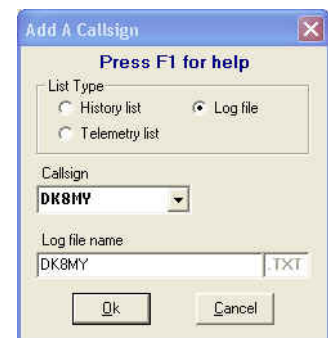 Add A Callsign
Press F1 for help
List Type
History list Log file
Telemetry list
Callsign
DK8MY
Log file name
DK8MY .TXT
Ok Cancel